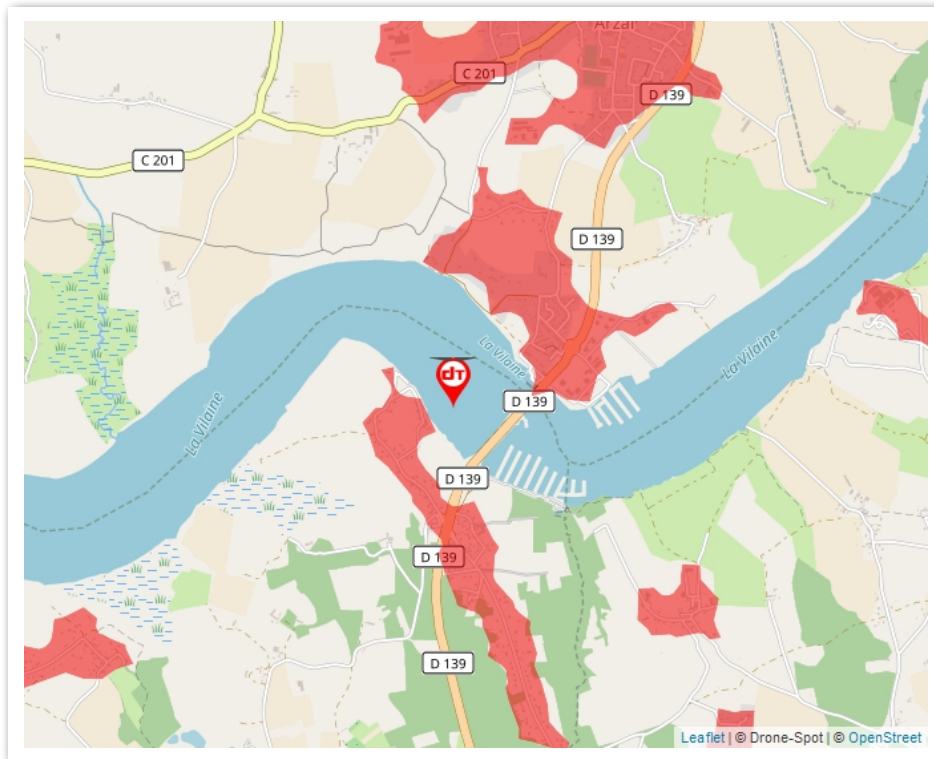 Arzal
C 201
D 139
C 201
D 139
La Vilaine
La Vilaine
dT
D 139
La Vilaine
D 139
D 139
D 139
Leaflet | © Drone-Spot | © OpenStreet